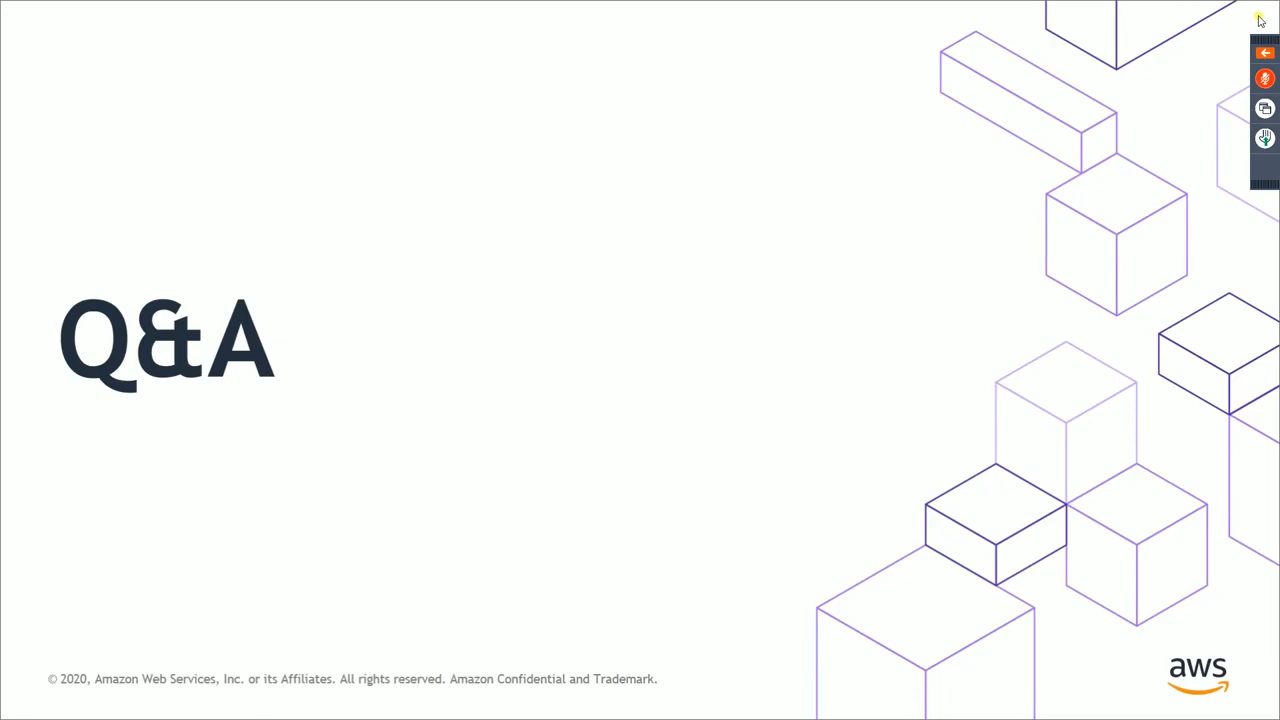 Q&A
© 2020, Amazon Web Services, Inc. or its Affiliates. All rights reserved. Amazon Confidential and Trademark.
aws